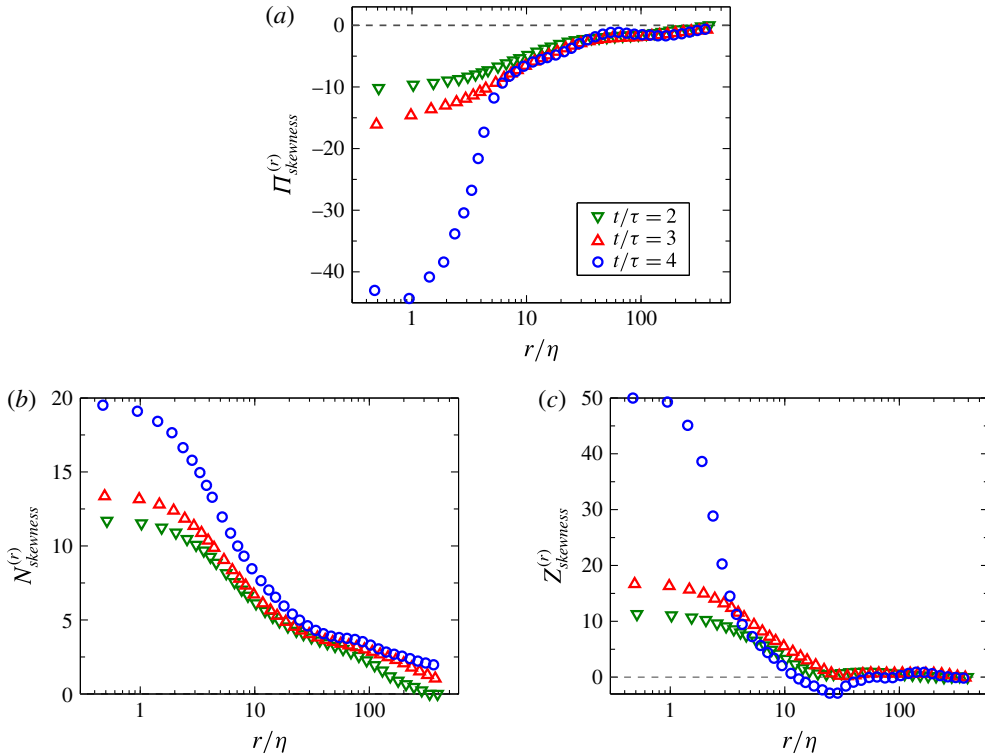 (a)
0
−10
−20
−30
−40
Π^{(r)}_{skewness}
t/τ = 2
t/τ = 3
t/τ = 4
1 10 100
r/η
(b)
20
15
10
5
0
N^{(r)}_{skewness}
1 10 100
r/η
(c)
50
40
30
20
10
0
Z^{(r)}_{skewness}
1 10 100
r/η